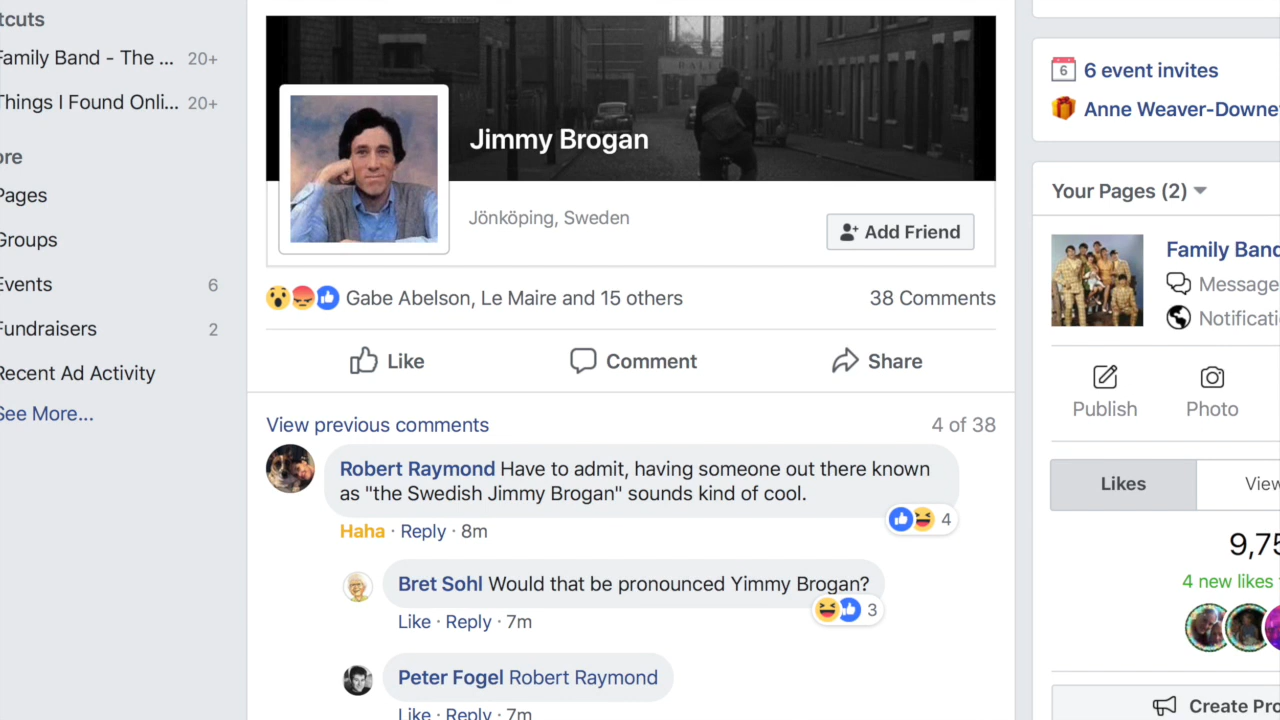 tcuts
Family Band - The ... 20+
Things I Found Onli... 20+
ore
Pages
Groups
Events 6
Fundraisers 2
Recent Ad Activity
See More...
Jimmy Brogan
Jönköping, Sweden
Add Friend
Gabe Abelson, Le Maire and 15 others
38 Comments
Like
Comment
Share
View previous comments
4 of 38
Robert Raymond Have to admit, having someone out there known
as "the Swedish Jimmy Brogan" sounds kind of cool.
4
Haha · Reply · 8m
Bret Sohl Would that be pronounced Yimmy Brogan?
3
Like · Reply · 7m
Peter Fogel Robert Raymond
Like · Reply · 7m
6
6 event invites
Anne Weaver-Downe
Your Pages (2)
Family Band
Message
Notificati
Publish
Photo
Likes
View
9,75
4 new likes
Create Pro